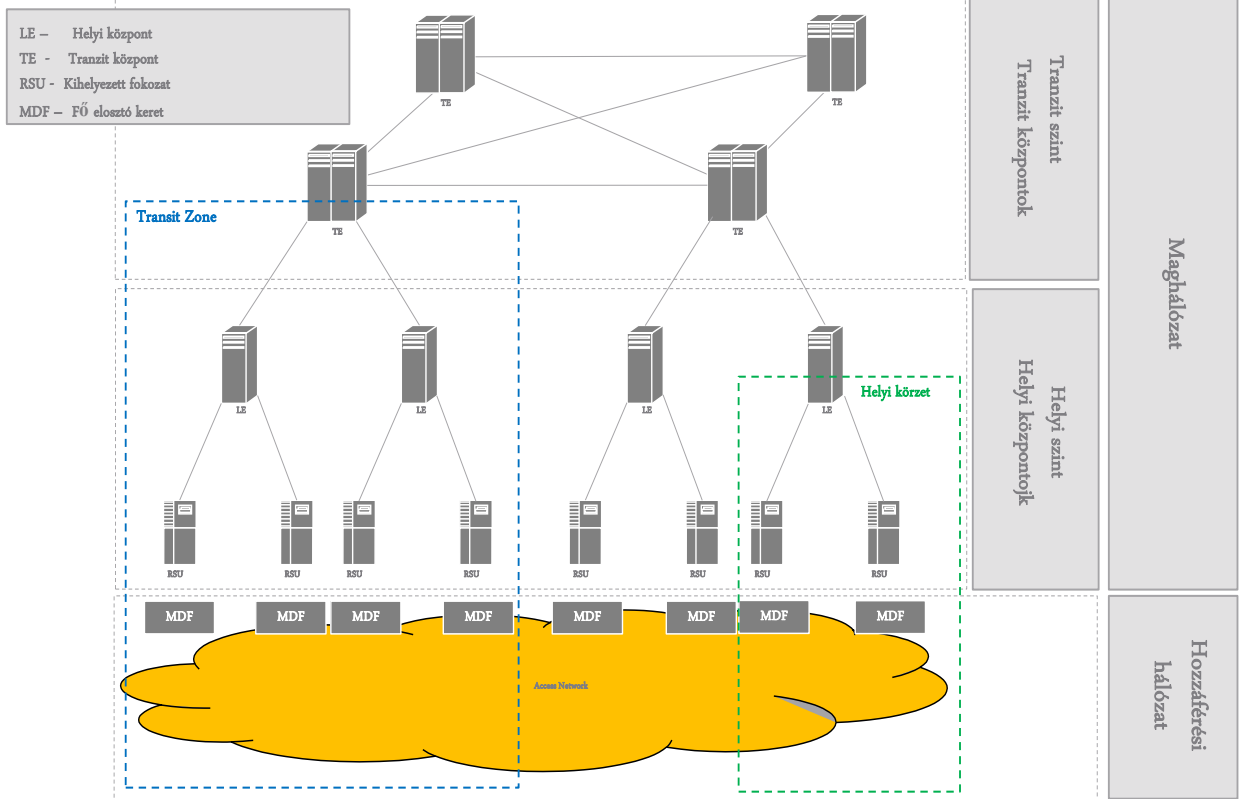 LE – Helyi központ
TE - Tranzit központ
RSU - Kihelyezett fokozat
MDF – Fő elosztó keret
TE
TE
TE
TE
Transit Zone
Tranzit szint
Tranzit központok
Maghálózat
LE
LE
LE
LE
Helyi körzet
Helyi szint
Helyi központojk
RSU
RSU
RSU
RSU
RSU
RSU
RSU
RSU
MDF
MDF
MDF
MDF
MDF
MDF
MDF
MDF
Access Network
Hozzáférési
hálózat